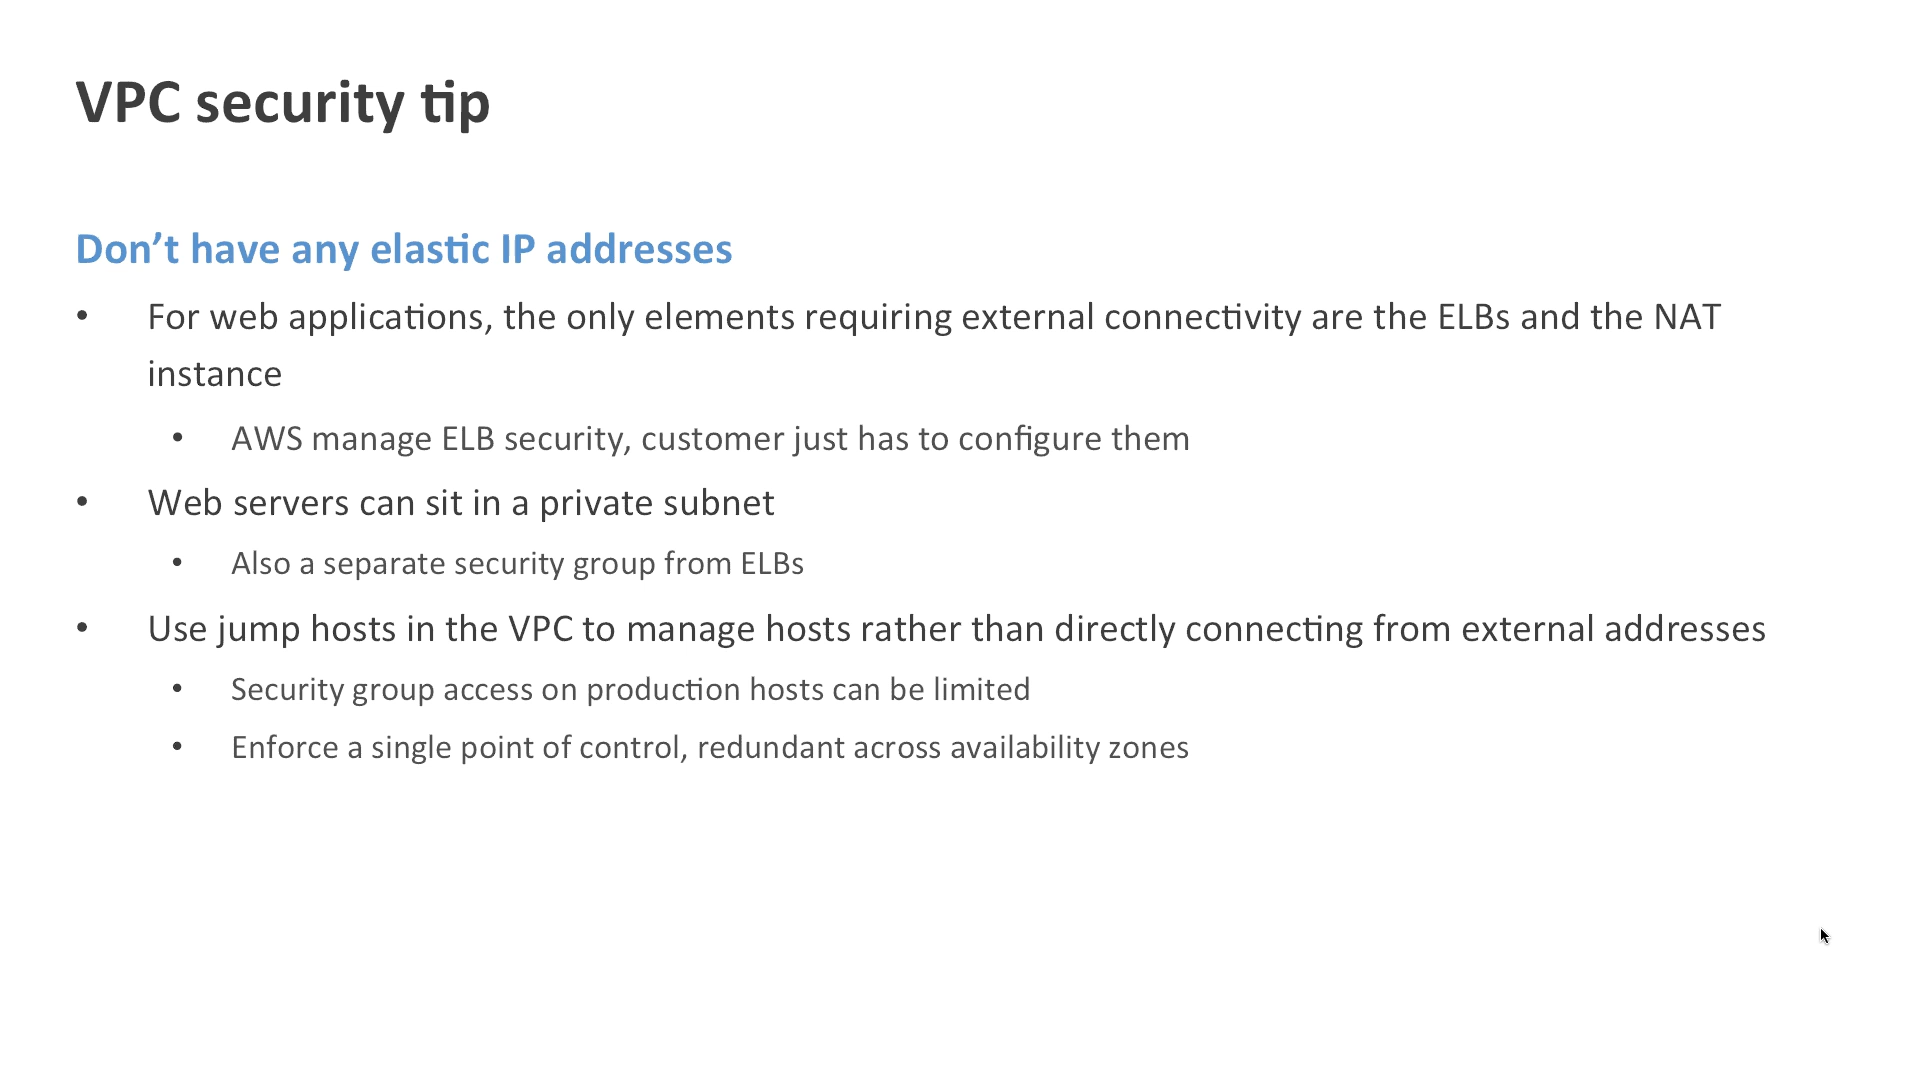 VPC security tip
Don’t have any elastic IP addresses
• For web applications, the only elements requiring external connectivity are the ELBs and the NAT
instance
• AWS manage ELB security, customer just has to configure them
• Web servers can sit in a private subnet
• Also a separate security group from ELBs
• Use jump hosts in the VPC to manage hosts rather than directly connecting from external addresses
• Security group access on production hosts can be limited
• Enforce a single point of control, redundant across availability zones